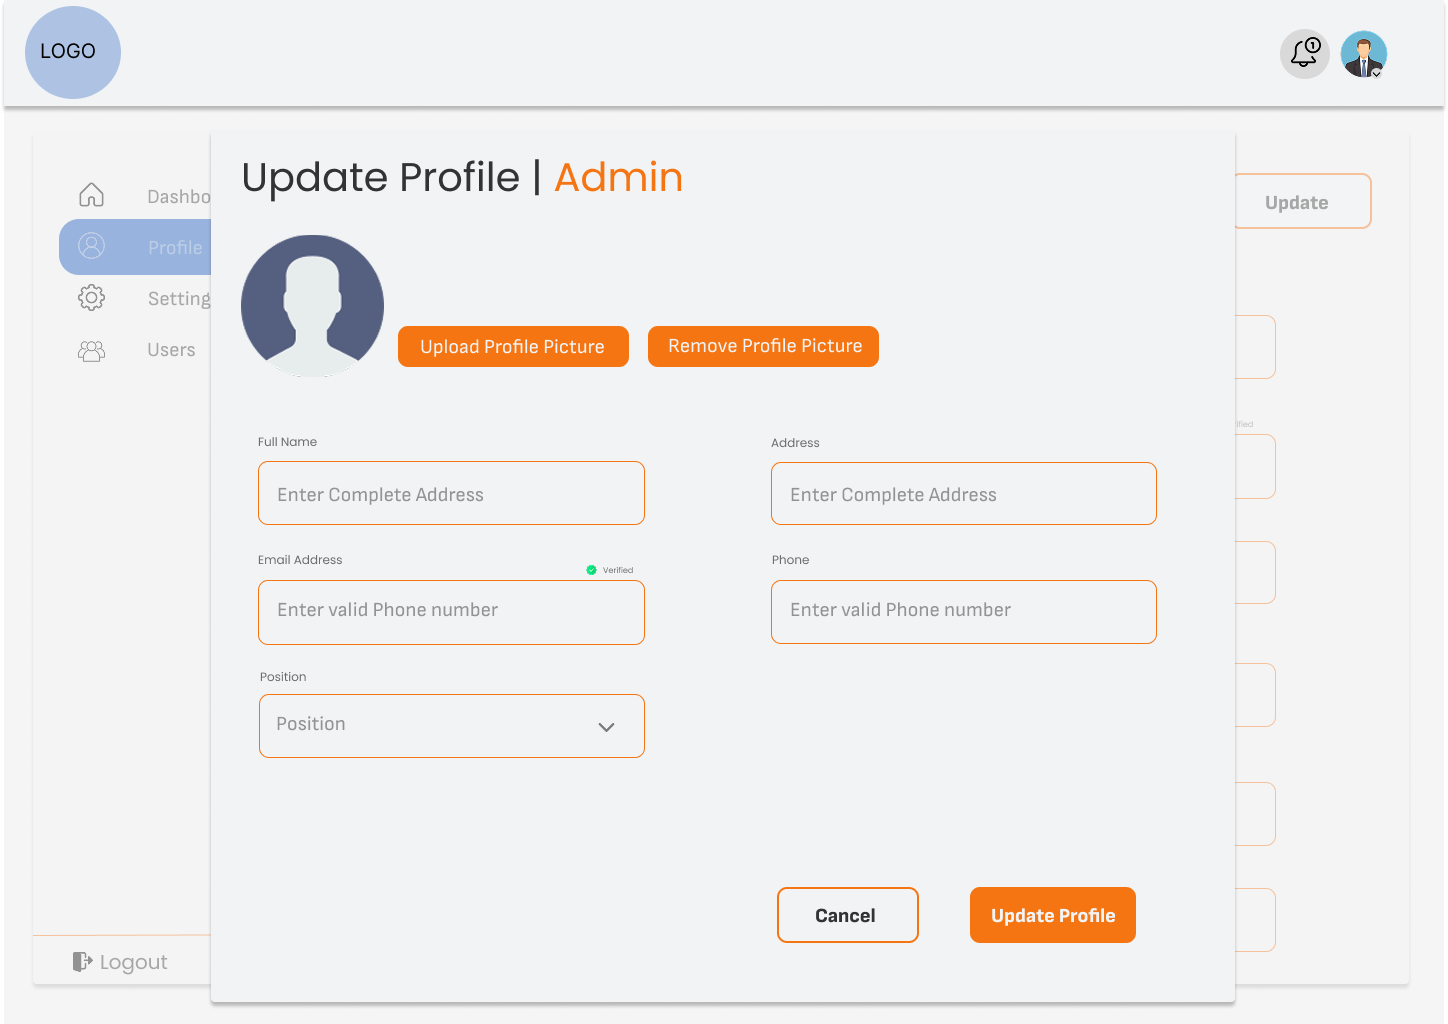 LOGO
1
Update Profile | Admin
Dashbo
Update
Profile
Setting
Users
Upload Profile Picture
Remove Profile Picture
Full Name
Address
Enter Complete Address
Enter Complete Address
ified
Email Address
Verified
Phone
Enter valid Phone number
Enter valid Phone number
Position
Position
Cancel
Update Profile
Logout